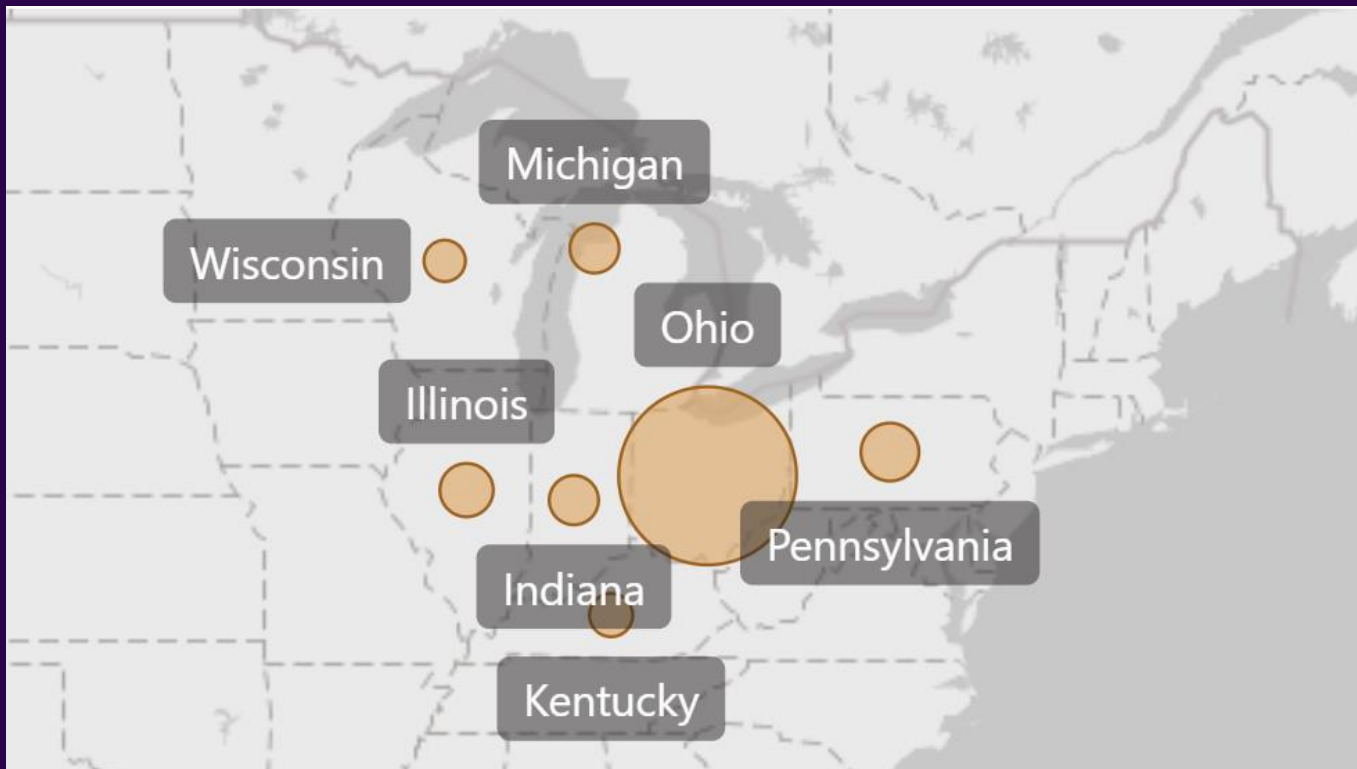 Michigan
Wisconsin
Ohio
Illinois
Pennsylvania
Indiana
Kentucky